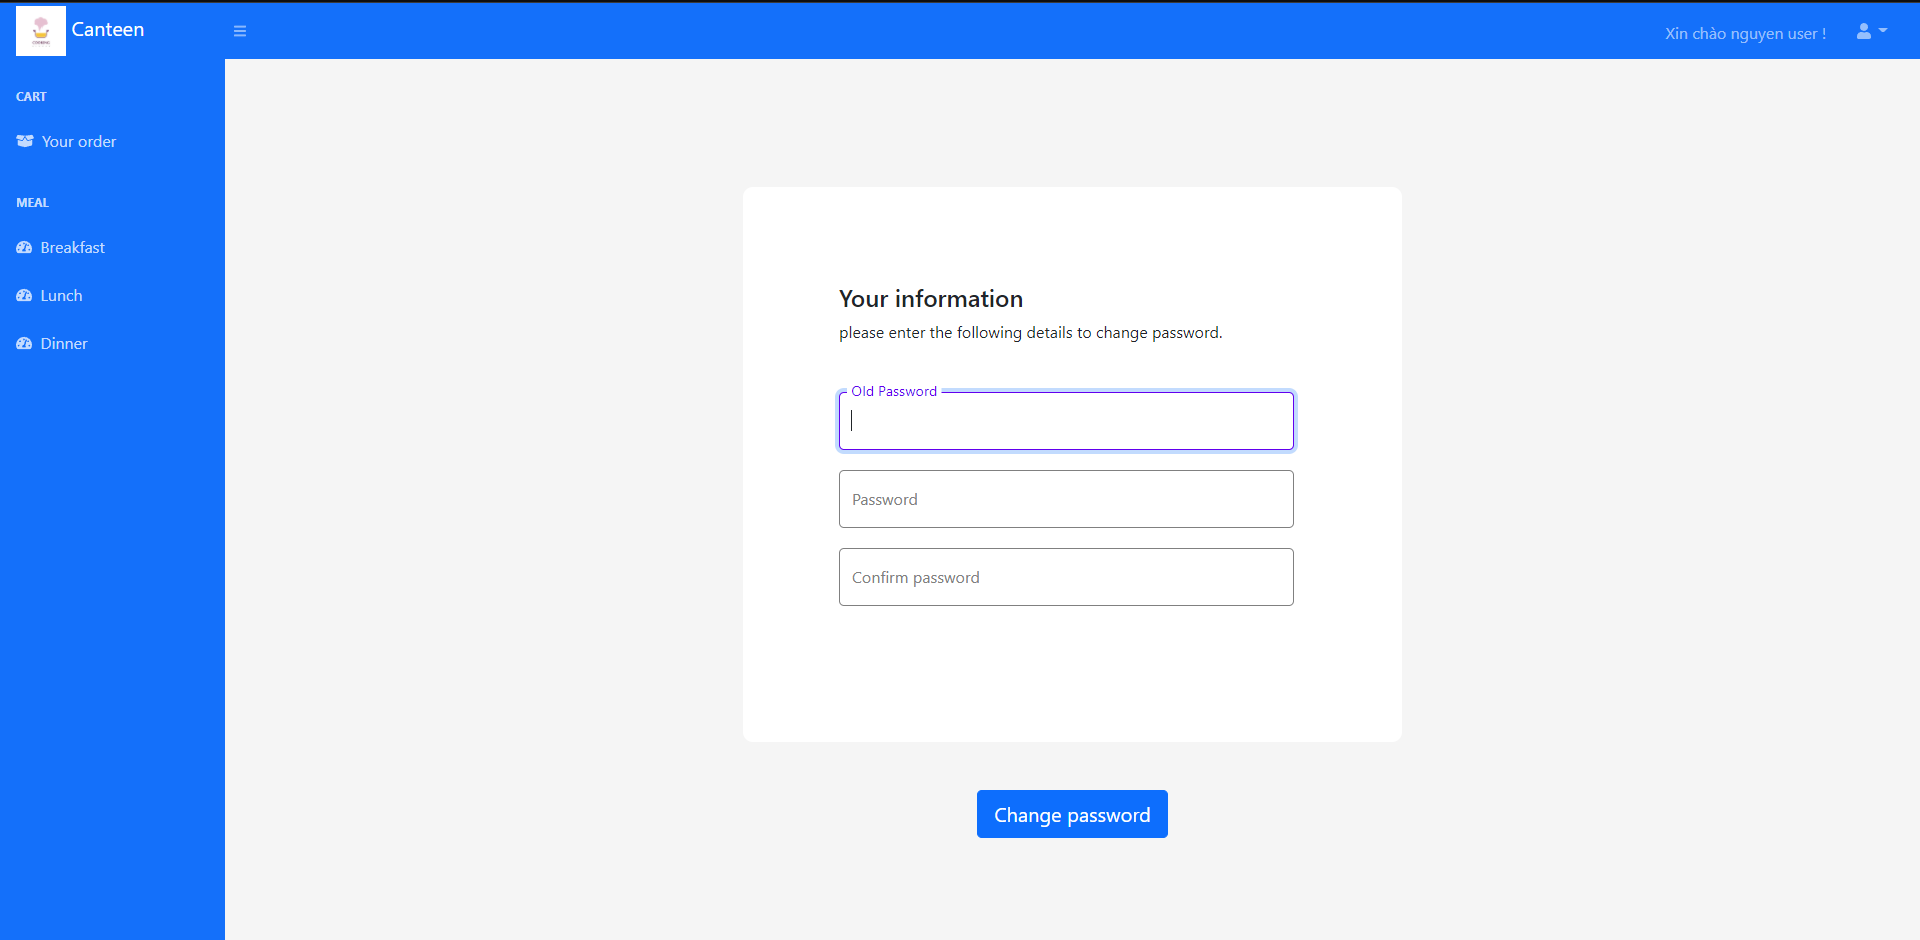 Canteen
Xin chào nguyen user !
CART
Your order
MEAL
Breakfast
Lunch
Dinner
Your information
please enter the following details to change password.
Old Password
Password
Confirm password
Change password